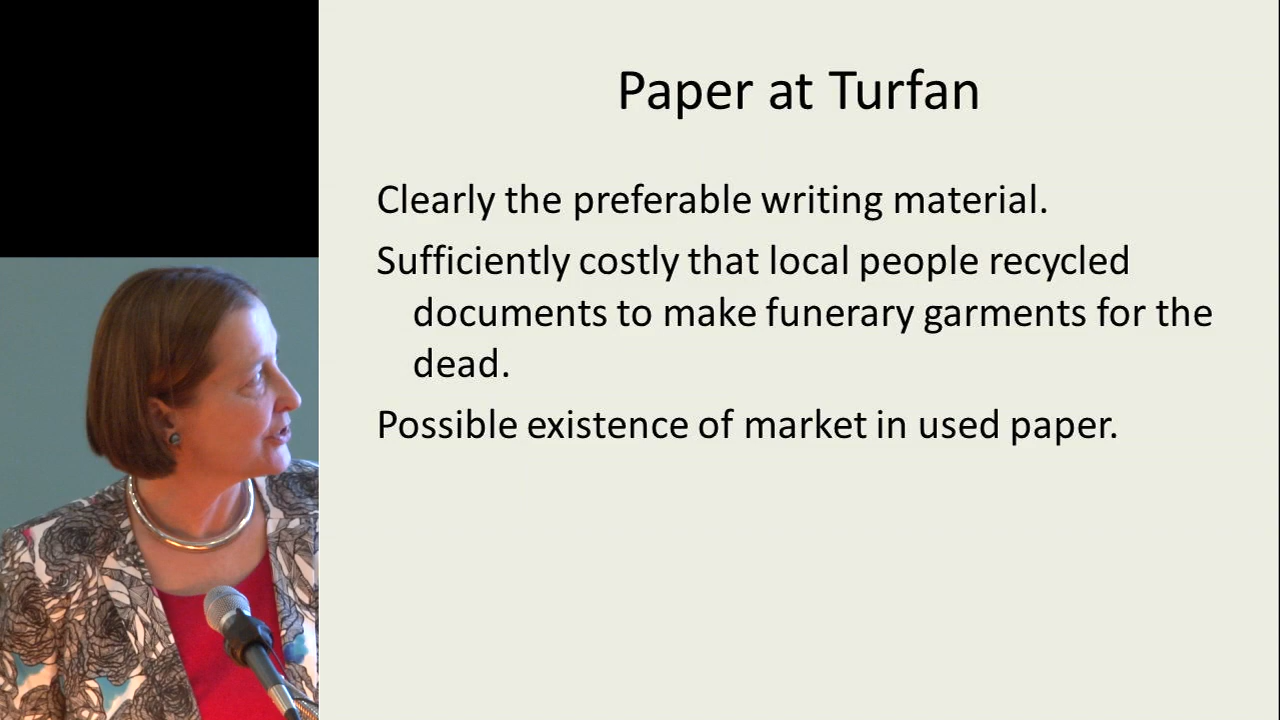 Paper at Turfan
Clearly the preferable writing material.
Sufficiently costly that local people recycled
documents to make funerary garments for the
dead.
Possible existence of market in used paper.